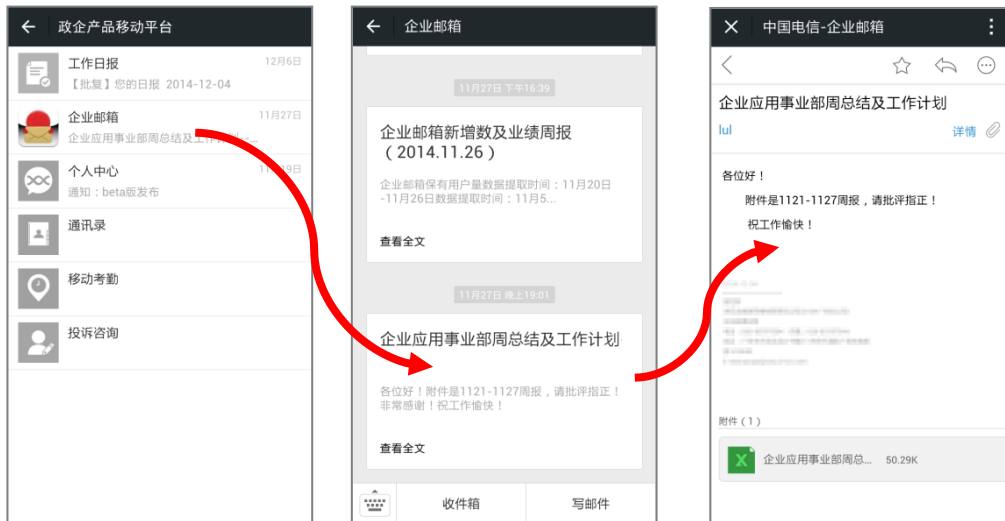 政企产品移动平台
工作日报 12月6日
【批复】您的日报 2014-12-04
企业邮箱 11月27日
企业应用事业部周总结及工作计划-...
个人中心
通知：beta版发布
通讯录
移动考勤
投诉咨询
企业邮箱
11月27日 下午16:39
企业邮箱新增数及业绩周报
（2014.11.26）
企业邮箱保有用户量数据提取时间：11月20日
-11月26日数据提取时间：11月5...
查看全文
11月27日 晚上19:01
企业应用事业部周总结及工作计划
各位好！附件是1121-1127周报，请批评指正！
非常感谢！祝工作愉快！
查看全文
收件箱 写邮件
中国电信-企业邮箱
企业应用事业部周总结及工作计划
lul 详情
各位好！
附件是1121-1127周报，请批评指正！
祝工作愉快！
附件（1）
企业应用事业部周总... 50.29K